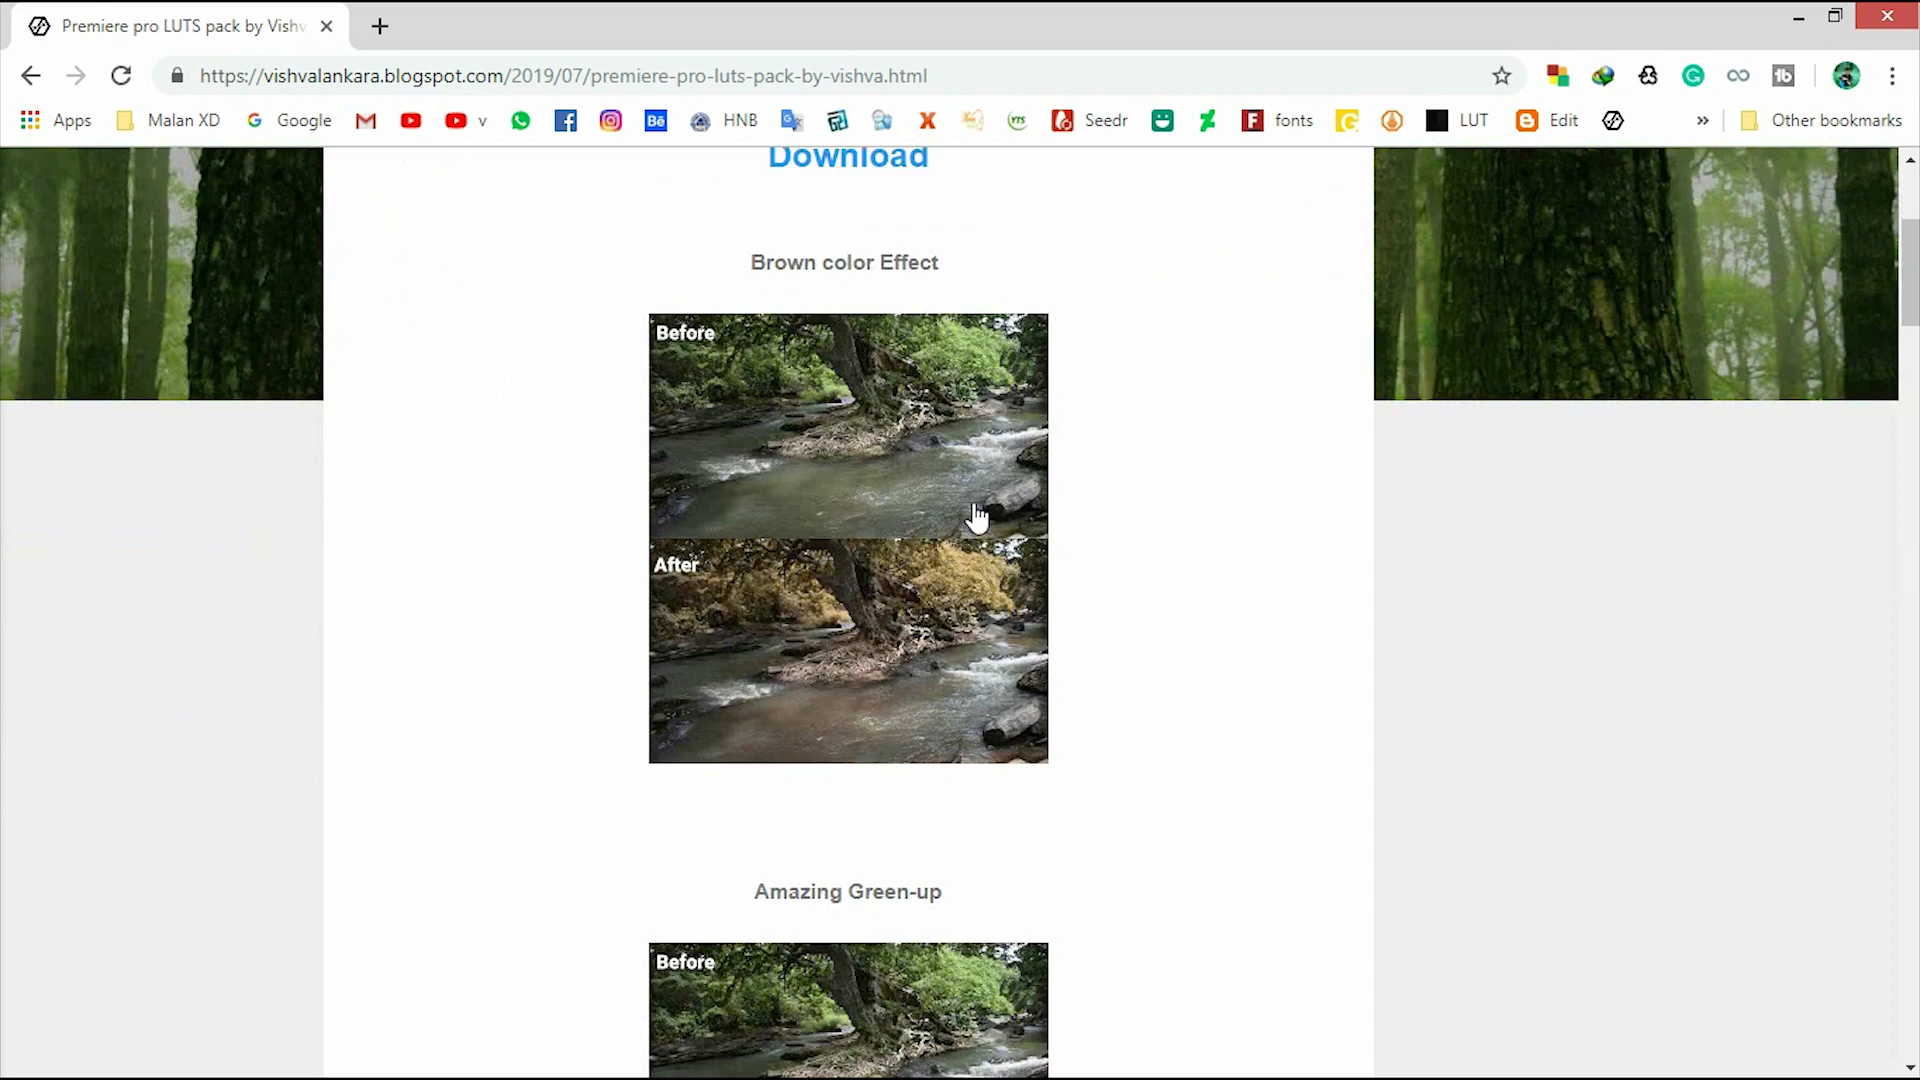 Premiere pro LUTS pack by Vishv
https://vishvalankara.blogspot.com/2019/07/premiere-pro-luts-pack-by-vishva.html
Apps
Malan XD
Google
v
HNB
Seedr
fonts
LUT
Edit
»
Other bookmarks
Download
Brown color Effect
Before
After
Amazing Green-up
Before